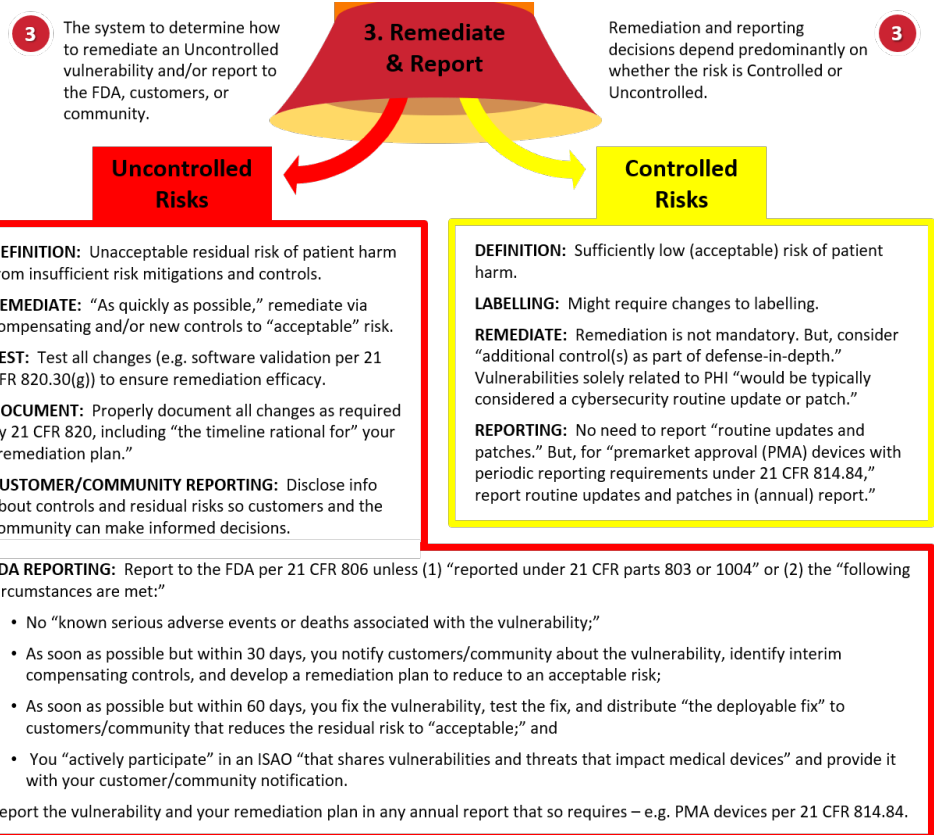 3
The system to determine how
to remediate an Uncontrolled
vulnerability and/or report to
the FDA, customers, or
community.
3. Remediate
& Report
Remediation and reporting
decisions depend predominantly on
whether the risk is Controlled or
Uncontrolled.
3
Uncontrolled
Risks
EFINITION: Unacceptable residual risk of patient harm
rom insufficient risk mitigations and controls.
EMEDIATE: “As quickly as possible,” remediate via
ompensating and/or new controls to “acceptable” risk.
EST: Test all changes (e.g. software validation per 21
FR 820.30(g)) to ensure remediation efficacy.
OCUMENT: Properly document all changes as required
y 21 CFR 820, including “the timeline rational for” your
remediation plan.”
USTOMER/COMMUNITY REPORTING: Disclose info
bout controls and residual risks so customers and the
ommunity can make informed decisions.
Controlled
Risks
DEFINITION: Sufficiently low (acceptable) risk of patient
harm.
LABELLING: Might require changes to labelling.
REMEDIATE: Remediation is not mandatory. But, consider
“additional control(s) as part of defense-in-depth.”
Vulnerabilities solely related to PHI “would be typically
considered a cybersecurity routine update or patch.”
REPORTING: No need to report “routine updates and
patches.” But, for “premarket approval (PMA) devices with
periodic reporting requirements under 21 CFR 814.84,”
report routine updates and patches in (annual) report.”
DA REPORTING: Report to the FDA per 21 CFR 806 unless (1) “reported under 21 CFR parts 803 or 1004” or (2) the “following
rcumstances are met:”
• No “known serious adverse events or deaths associated with the vulnerability;”
• As soon as possible but within 30 days, you notify customers/community about the vulnerability, identify interim
compensating controls, and develop a remediation plan to reduce to an acceptable risk;
• As soon as possible but within 60 days, you fix the vulnerability, test the fix, and distribute “the deployable fix” to
customers/community that reduces the residual risk to “acceptable;” and
• You “actively participate” in an ISAO “that shares vulnerabilities and threats that impact medical devices” and provide it
with your customer/community notification.
eport the vulnerability and your remediation plan in any annual report that so requires – e.g. PMA devices per 21 CFR 814.84.